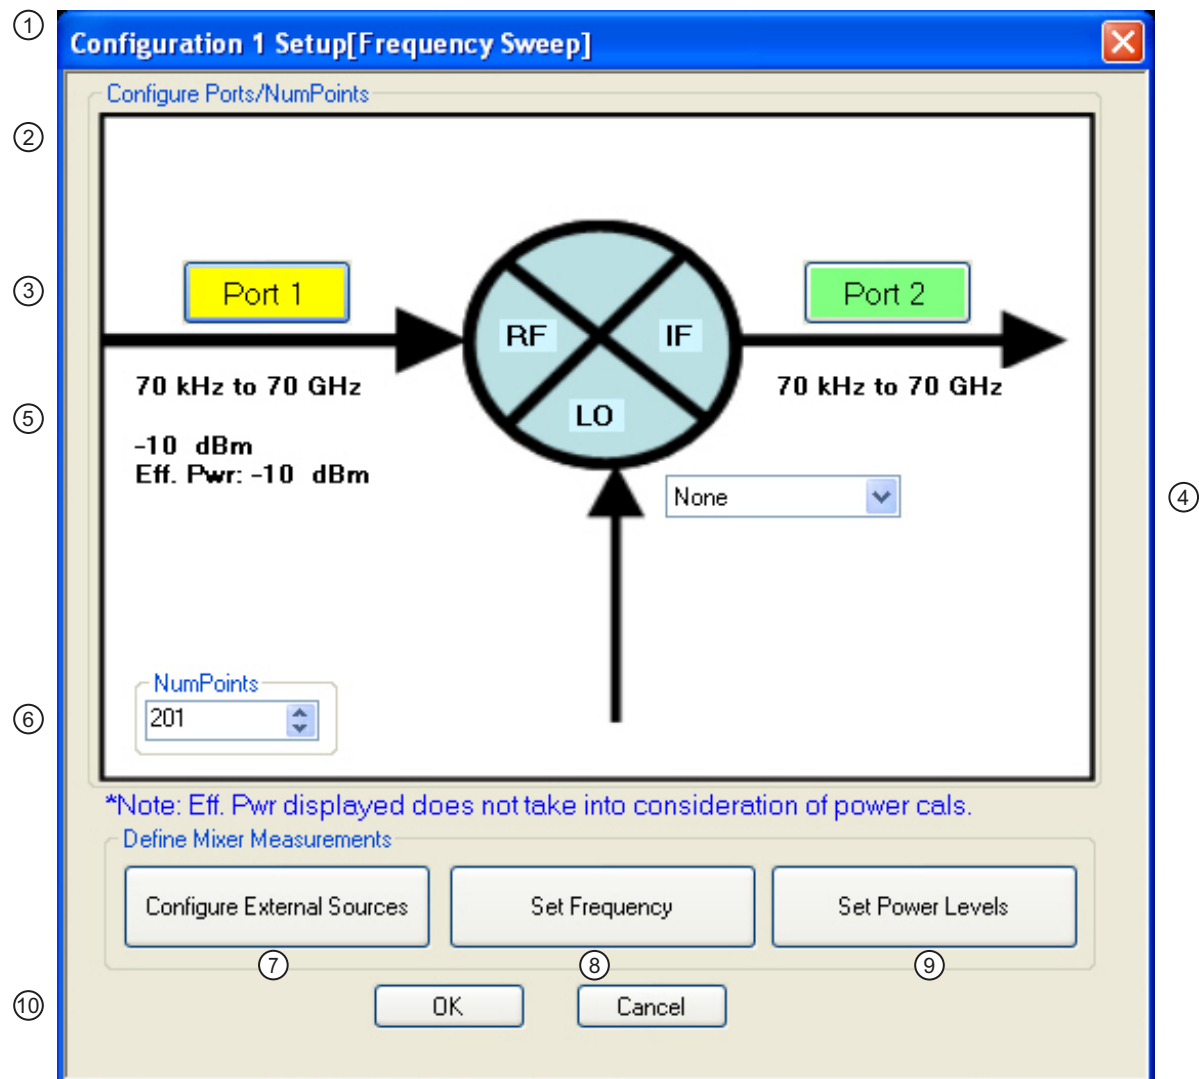 ① Configuration 1 Setup[Frequency Sweep]
Configure Ports/NumPoints
②
③ Port 1 Port 2
RF IF
LO
70 kHz to 70 GHz 70 kHz to 70 GHz
⑤
-10 dBm
Eff. Pwr: -10 dBm
None ④
NumPoints
⑥ 201
*Note: Eff. Pwr displayed does not take into consideration of power cals.
Define Mixer Measurements
Configure External Sources Set Frequency Set Power Levels
⑦ ⑧ ⑨
⑩ OK Cancel